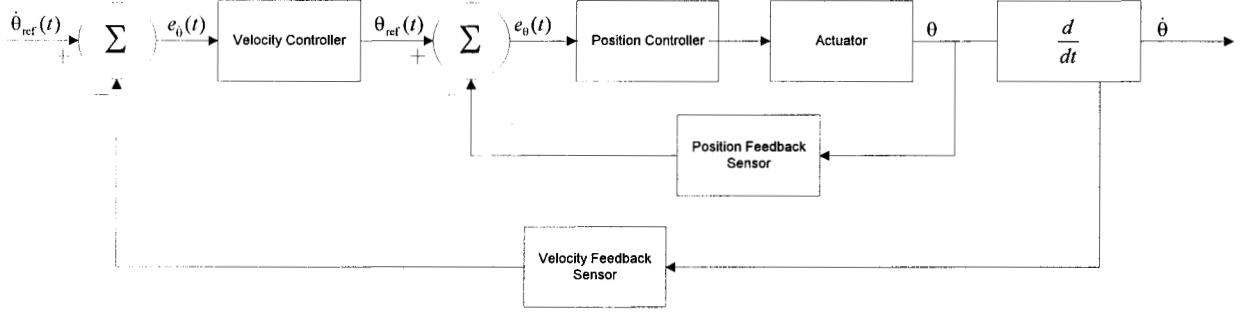 θ̇ref(t)
+
Σ
eθ̇(t)
Velocity Controller
θref(t)
+
Σ
eθ(t)
Position Controller
Actuator
θ
d
dt
θ̇
Position Feedback
Sensor
Velocity Feedback
Sensor